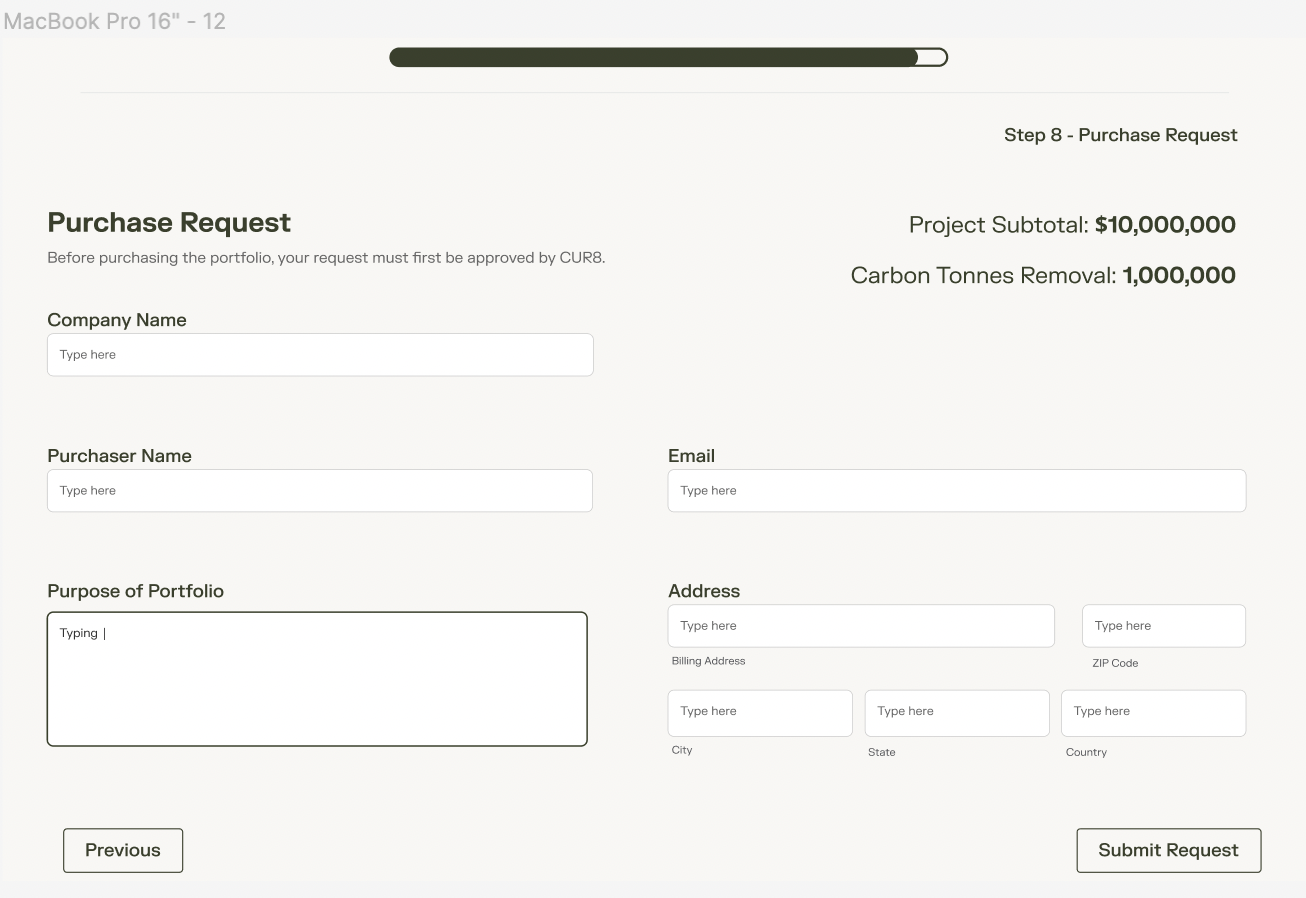 MacBook Pro 16" - 12
Step 8 - Purchase Request
Purchase Request
Before purchasing the portfolio, your request must first be approved by CUR8.
Project Subtotal: $10,000,000
Carbon Tonnes Removal: 1,000,000
Company Name
Type here
Purchaser Name
Type here
Email
Type here
Purpose of Portfolio
Typing |
Address
Type here
Type here
Billing Address
ZIP Code
Type here
Type here
Type here
City
State
Country
Previous
Submit Request